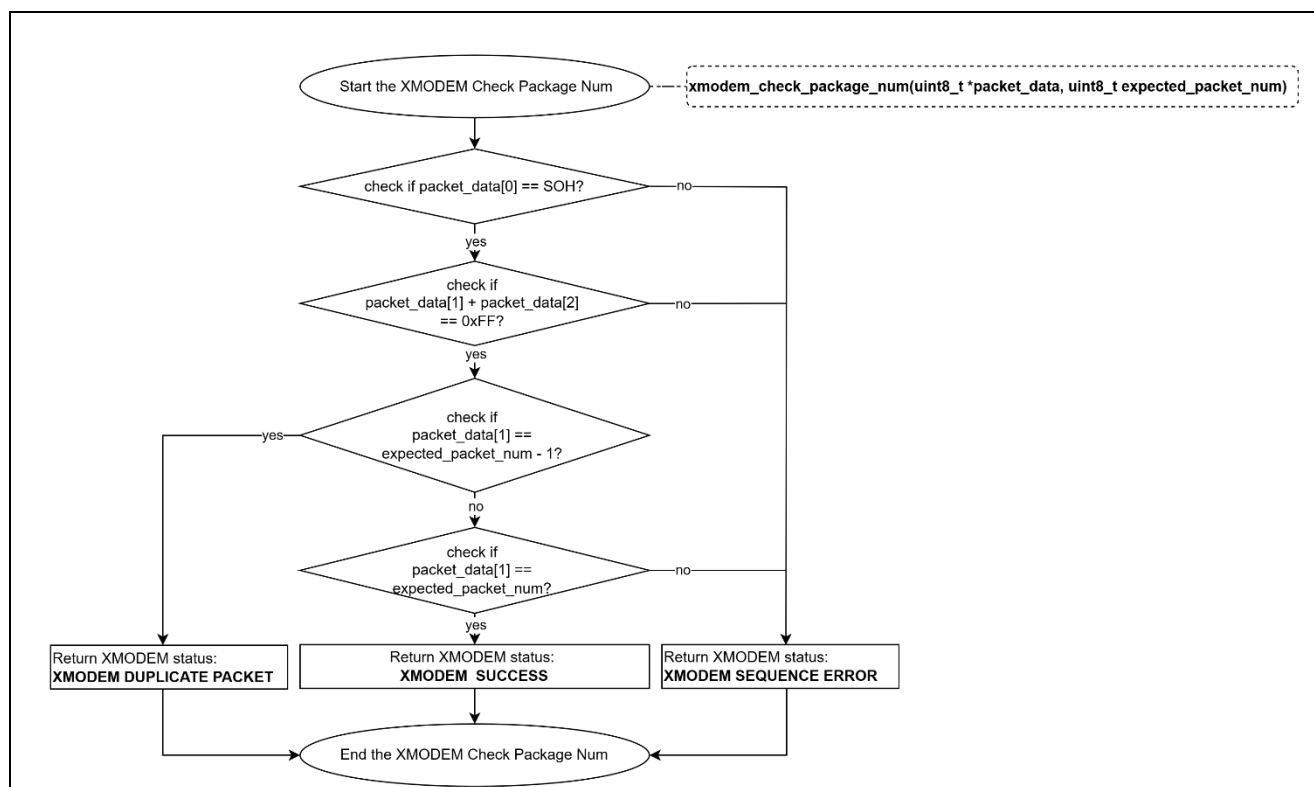 Start the XMODEM Check Package Num
xmodem_check_package_num(uint8_t *packet_data, uint8_t expected_packet_num)
check if packet_data[0] == SOH?
no
yes
check if
packet_data[1] + packet_data[2]
== 0xFF?
no
yes
check if
packet_data[1] ==
expected_packet_num - 1?
yes
no
check if
packet_data[1] ==
expected_packet_num?
no
yes
Return XMODEM status:
XMODEM DUPLICATE PACKET
Return XMODEM status:
XMODEM SUCCESS
Return XMODEM status:
XMODEM SEQUENCE ERROR
End the XMODEM Check Package Num